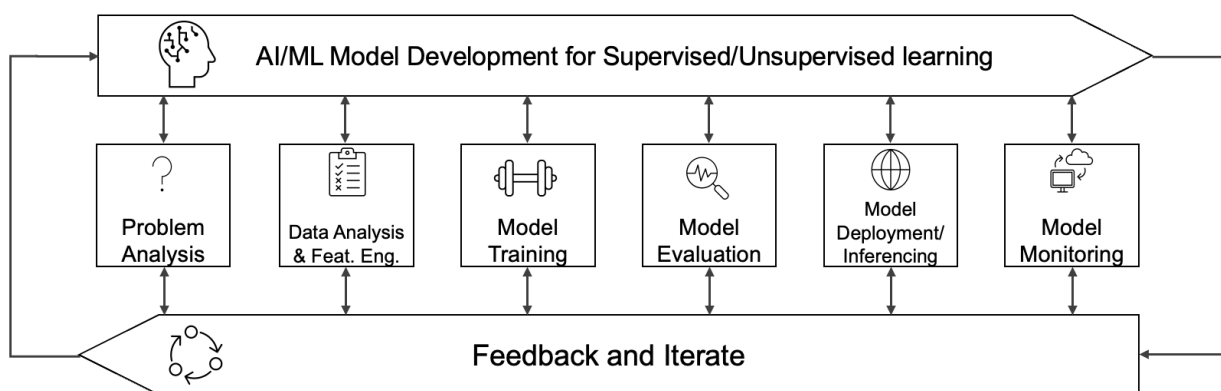 AI/ML Model Development for Supervised/Unsupervised learning
Problem
Analysis
Data Analysis
& Feat. Eng.
Model
Training
Model
Evaluation
Model
Deployment/
Inferencing
Model
Monitoring
Feedback and Iterate